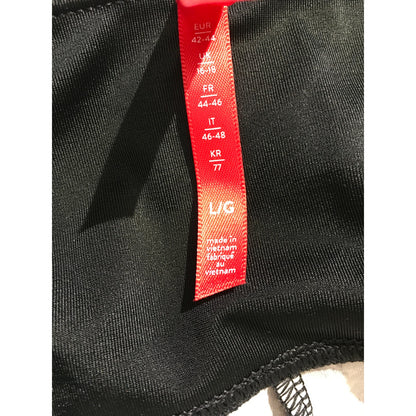 EUR
42-44
UK
16-18
FR
44-46
IT
46-48
KR
77
L/G
made in
vietnam
fabriqué
au
vietnam